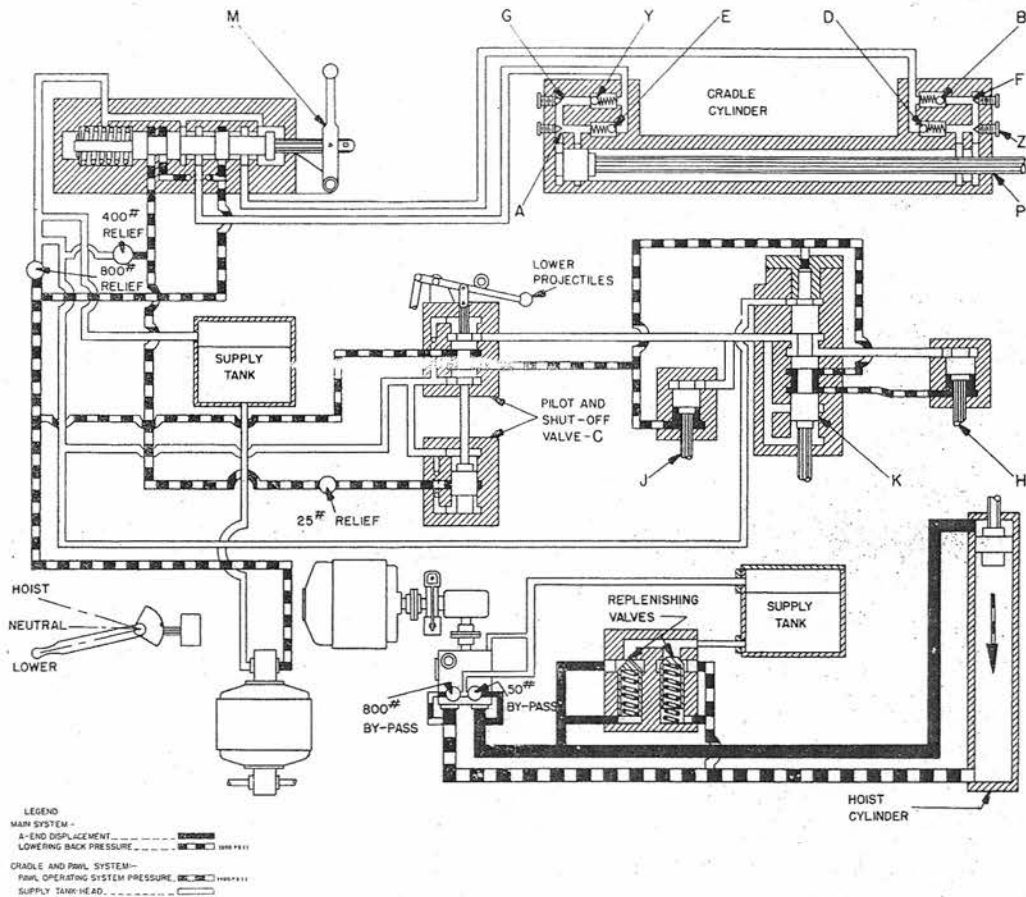 M
G
Y
E
D
B
F
CRADLE
CYLINDER
Z
A
P
400# RELIEF
800# RELIEF
LOWER
PROJECTILES
SUPPLY
TANK
PILOT AND
SHUT-OFF
VALVE-C
J
K
H
25# RELIEF
HOIST
NEUTRAL
LOWER
REPLENISHING
VALVES
SUPPLY
TANK
800#
BY-PASS
50#
BY-PASS
HOIST
CYLINDER
LEGEND
MAIN SYSTEM-
A-END DISPLACEMENT
LOWERING BACK PRESSURE
CRADLE AND PAWL SYSTEM:-
PAWL OPERATING SYSTEM PRESSURE
SUPPLY TANK-HEAD